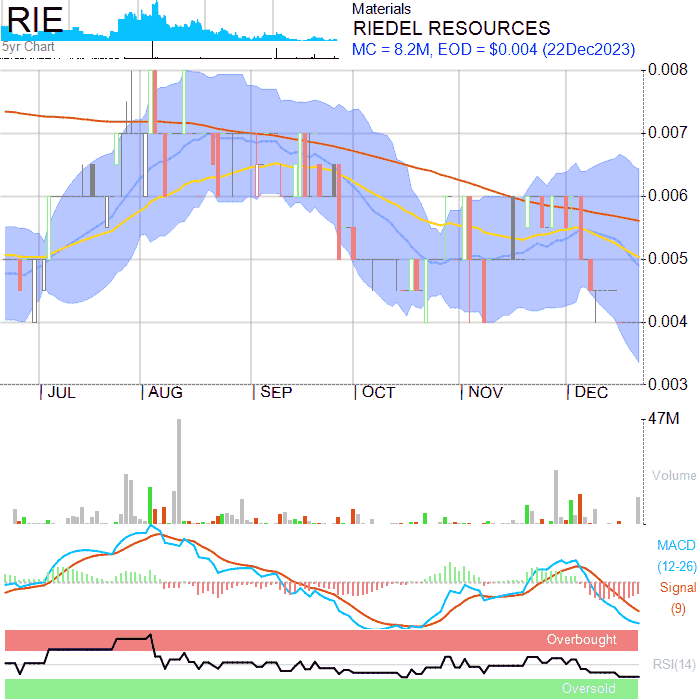 RIE
5yr Chart
Materials
RIEDEL RESOURCES
MC = 8.2M, EOD = $0.004 (22Dec2023)
0.008
0.007
0.006
0.005
0.004
0.003
JUL AUG SEP OCT NOV DEC
47M
Volume
MACD
(12-26)
Signal
(9)
Overbought
RSI(14)
Oversold